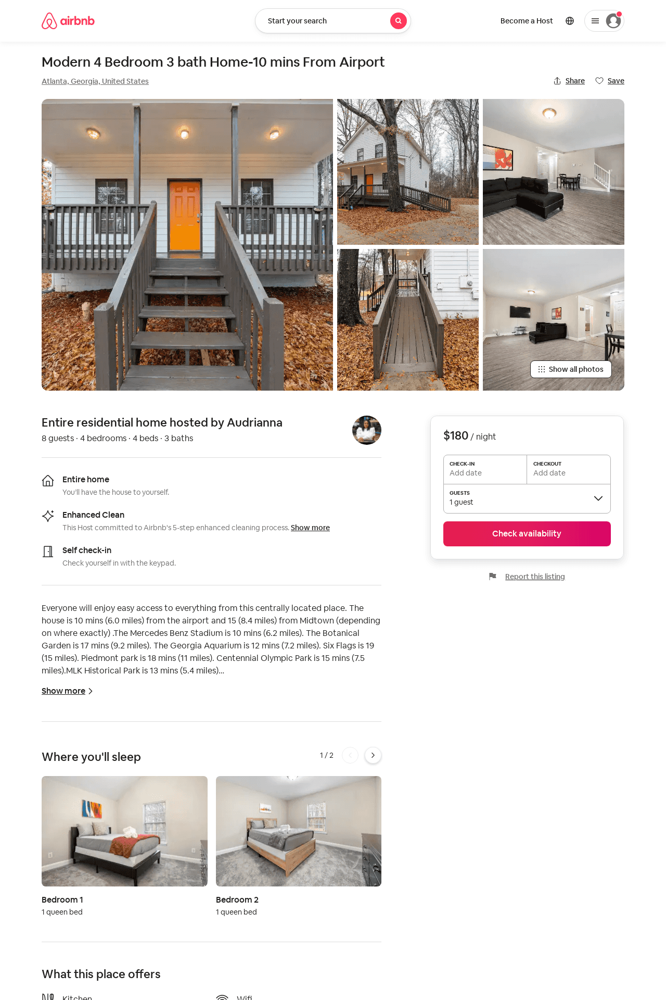 airbnb
Start your search
Become a Host
Modern 4 Bedroom 3 bath Home-10 mins From Airport
Atlanta, Georgia, United States
Share
Save
Show all photos
Entire residential home hosted by Audrianna
8 guests · 4 bedrooms · 4 beds · 3 baths
Entire home
You’ll have the house to yourself.
Enhanced Clean
This Host committed to Airbnb's 5-step enhanced cleaning process. Show more
Self check-in
Check yourself in with the keypad.
$180 / night
CHECK-IN
Add date
CHECKOUT
Add date
GUESTS
1 guest
Check availability
Report this listing
Everyone will enjoy easy access to everything from this centrally located place. The
house is 10 mins (6.0 miles) from the airport and 15 (8.4 miles) from Midtown (depending
on where exactly) .The Mercedes Benz Stadium is 10 mins (6.2 miles). The Botanical
Garden is 17 mins (9.2 miles). The Georgia Aquarium is 12 mins (7.2 miles). Six Flags is 19
(15 miles). Piedmont park is 18 mins (11 miles). Centennial Olympic Park is 15 mins (7.5
miles).MLK Historical Park is 13 mins (5.4 miles)...
Show more
Where you'll sleep
1 / 2
Bedroom 1
1 queen bed
Bedroom 2
1 queen bed
What this place offers
Kitchen
Wifi